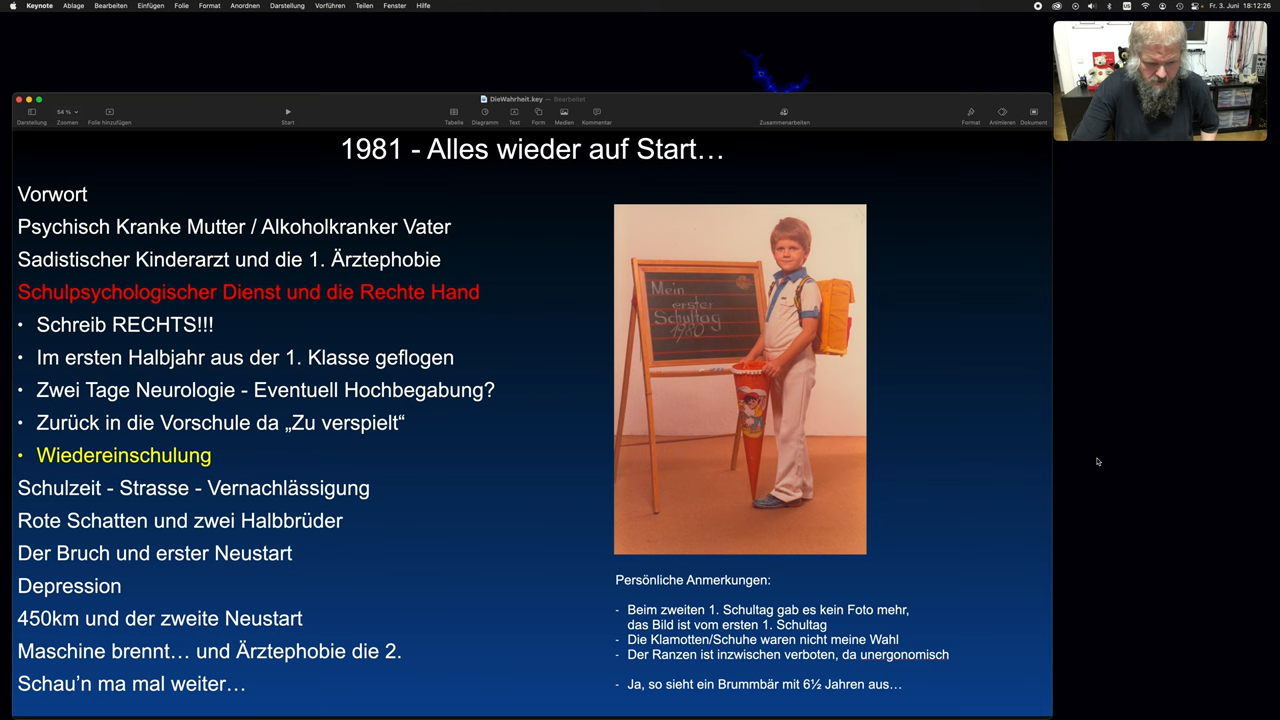 Keynote Ablage Bearbeiten Einfügen Folie Format Anordnen Darstellung Vorführen Teilen Fenster Hilfe
US
Fr. 3. Juni 18:12:26
DieWahrheit.key — Bearbeitet
54 %
Darstellung Zoomen Folie hinzufügen Start Tabelle Diagramm Text Form Medien Kommentar Zusammenarbeiten Format Animieren Dokument
1981 - Alles wieder auf Start…
Vorwort
Psychisch Kranke Mutter / Alkoholkranker Vater
Sadistischer Kinderarzt und die 1. Ärztephobie
Schulpsychologischer Dienst und die Rechte Hand
• Schreib RECHTS!!!
• Im ersten Halbjahr aus der 1. Klasse geflogen
• Zwei Tage Neurologie - Eventuell Hochbegabung?
• Zurück in die Vorschule da „Zu verspielt“
• Wiedereinschulung
Schulzeit - Strasse - Vernachlässigung
Rote Schatten und zwei Halbbrüder
Der Bruch und erster Neustart
Depression
450km und der zweite Neustart
Maschine brennt… und Ärztephobie die 2.
Schau’n ma mal weiter…
Mein
erster
Schultag
1980
Persönliche Anmerkungen:
- Beim zweiten 1. Schultag gab es kein Foto mehr,
das Bild ist vom ersten 1. Schultag
- Die Klamotten/Schuhe waren nicht meine Wahl
- Der Ranzen ist inzwischen verboten, da unergonomisch
- Ja, so sieht ein Brummbär mit 6½ Jahren aus…